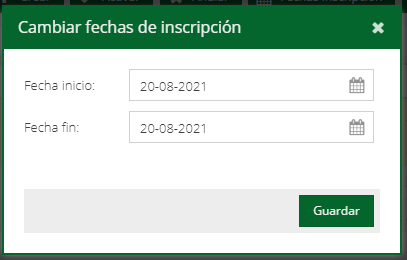 Cambiar fechas de inscripción
Fecha inicio: 20-08-2021
Fecha fin: 20-08-2021
Guardar